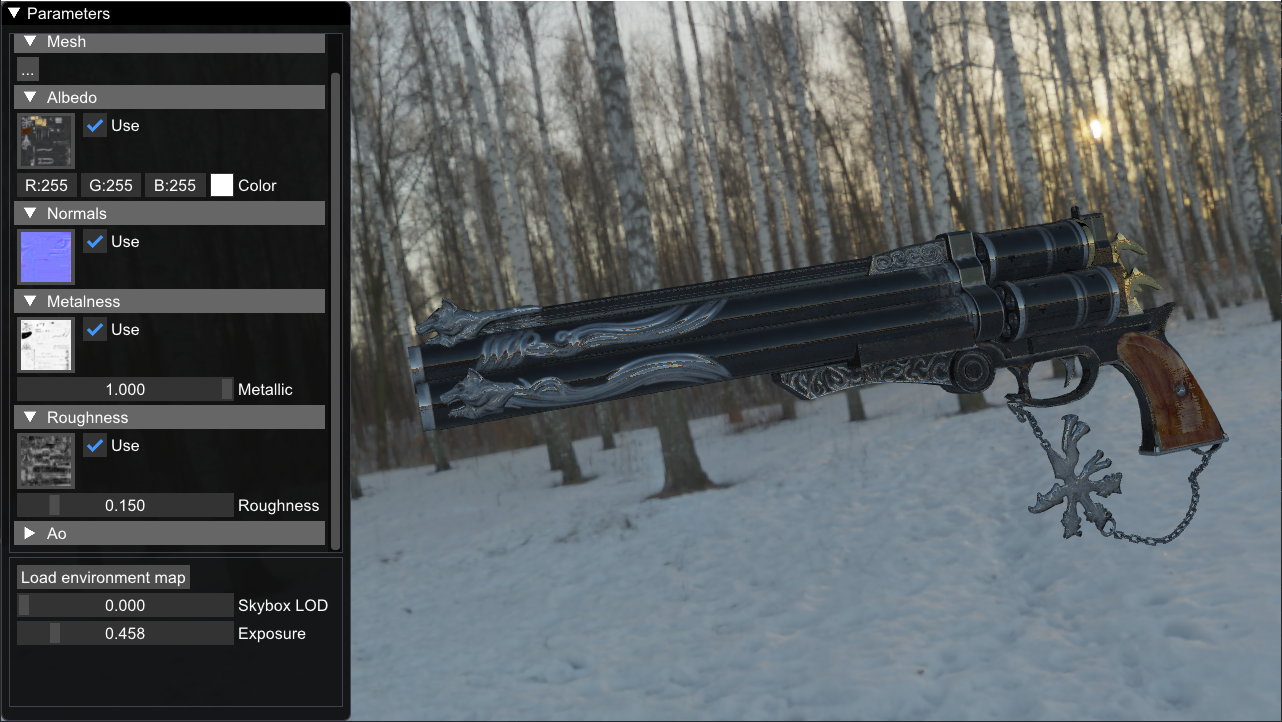 Parameters
Mesh
...
Albedo
Use
R:255 G:255 B:255 Color
Normals
Use
Metalness
Use
1.000 Metallic
Roughness
Use
0.150 Roughness
Ao
Load environment map
0.000 Skybox LOD
0.458 Exposure